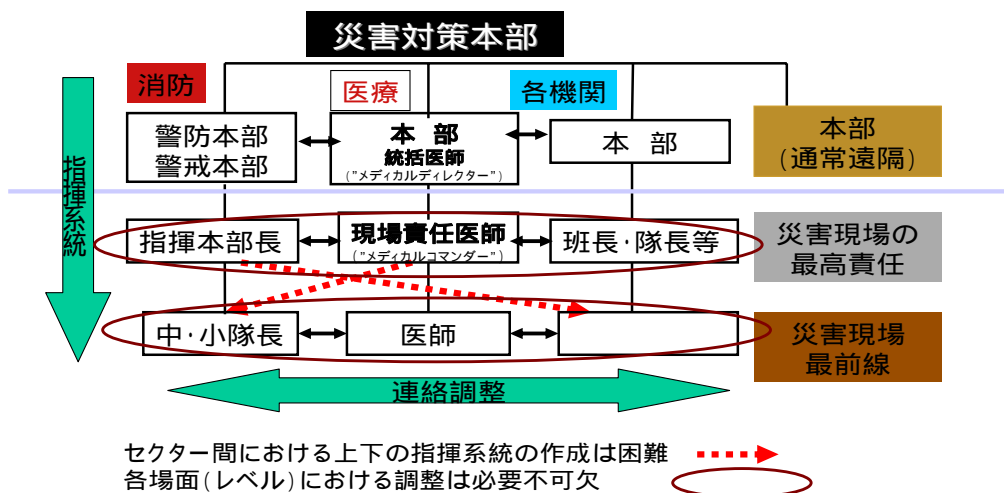 災害対策本部
消防
医療
各機関
警防本部
警戒本部
本 部
統括医師
("メディカルディレクター")
本 部
本部
(通常遠隔)
指揮系統
指揮本部長
現場責任医師
("メディカルコマンダー")
班長・隊長等
災害現場の
最高責任
中・小隊長
医師
災害現場
最前線
連絡調整
セクター間における上下の指揮系統の作成は困難
各場面(レベル)における調整は必要不可欠